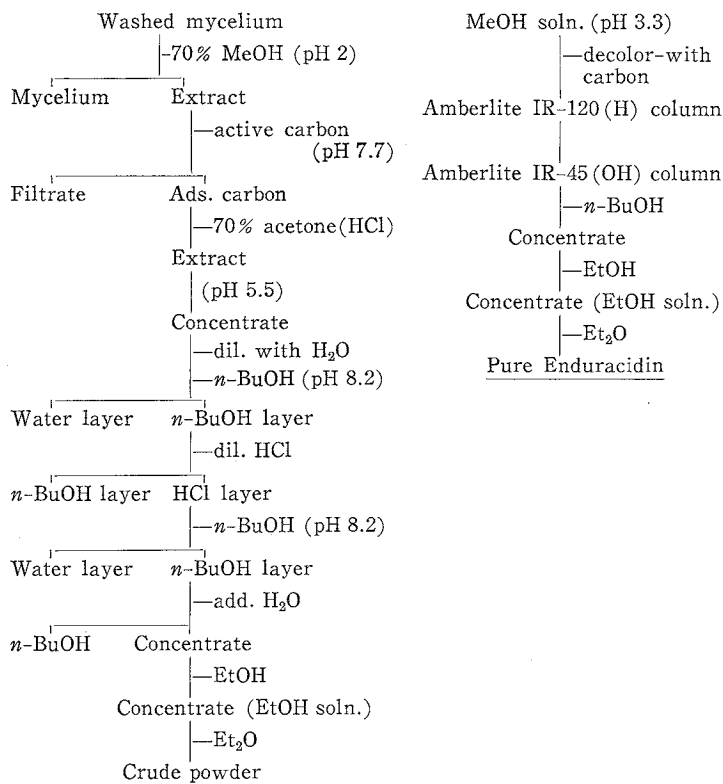 Washed mycelium
70% MeOH (pH 2)
Mycelium Extract
active carbon
(pH 7.7)
Filtrate Ads. carbon
70% acetone(HCl)
Extract
(pH 5.5)
Concentrate
dil. with H₂O
n-BuOH (pH 8.2)
Water layer n-BuOH layer
dil. HCl
n-BuOH layer HCl layer
n-BuOH (pH 8.2)
Water layer n-BuOH layer
add. H₂O
n-BuOH Concentrate
EtOH
Concentrate (EtOH soln.)
Et₂O
Crude powder
MeOH soln. (pH 3.3)
decolor-with
carbon
Amberlite IR-120 (H) column
Amberlite IR-45 (OH) column
n-BuOH
Concentrate
EtOH
Concentrate (EtOH soln.)
Et₂O
Pure Enduracidin